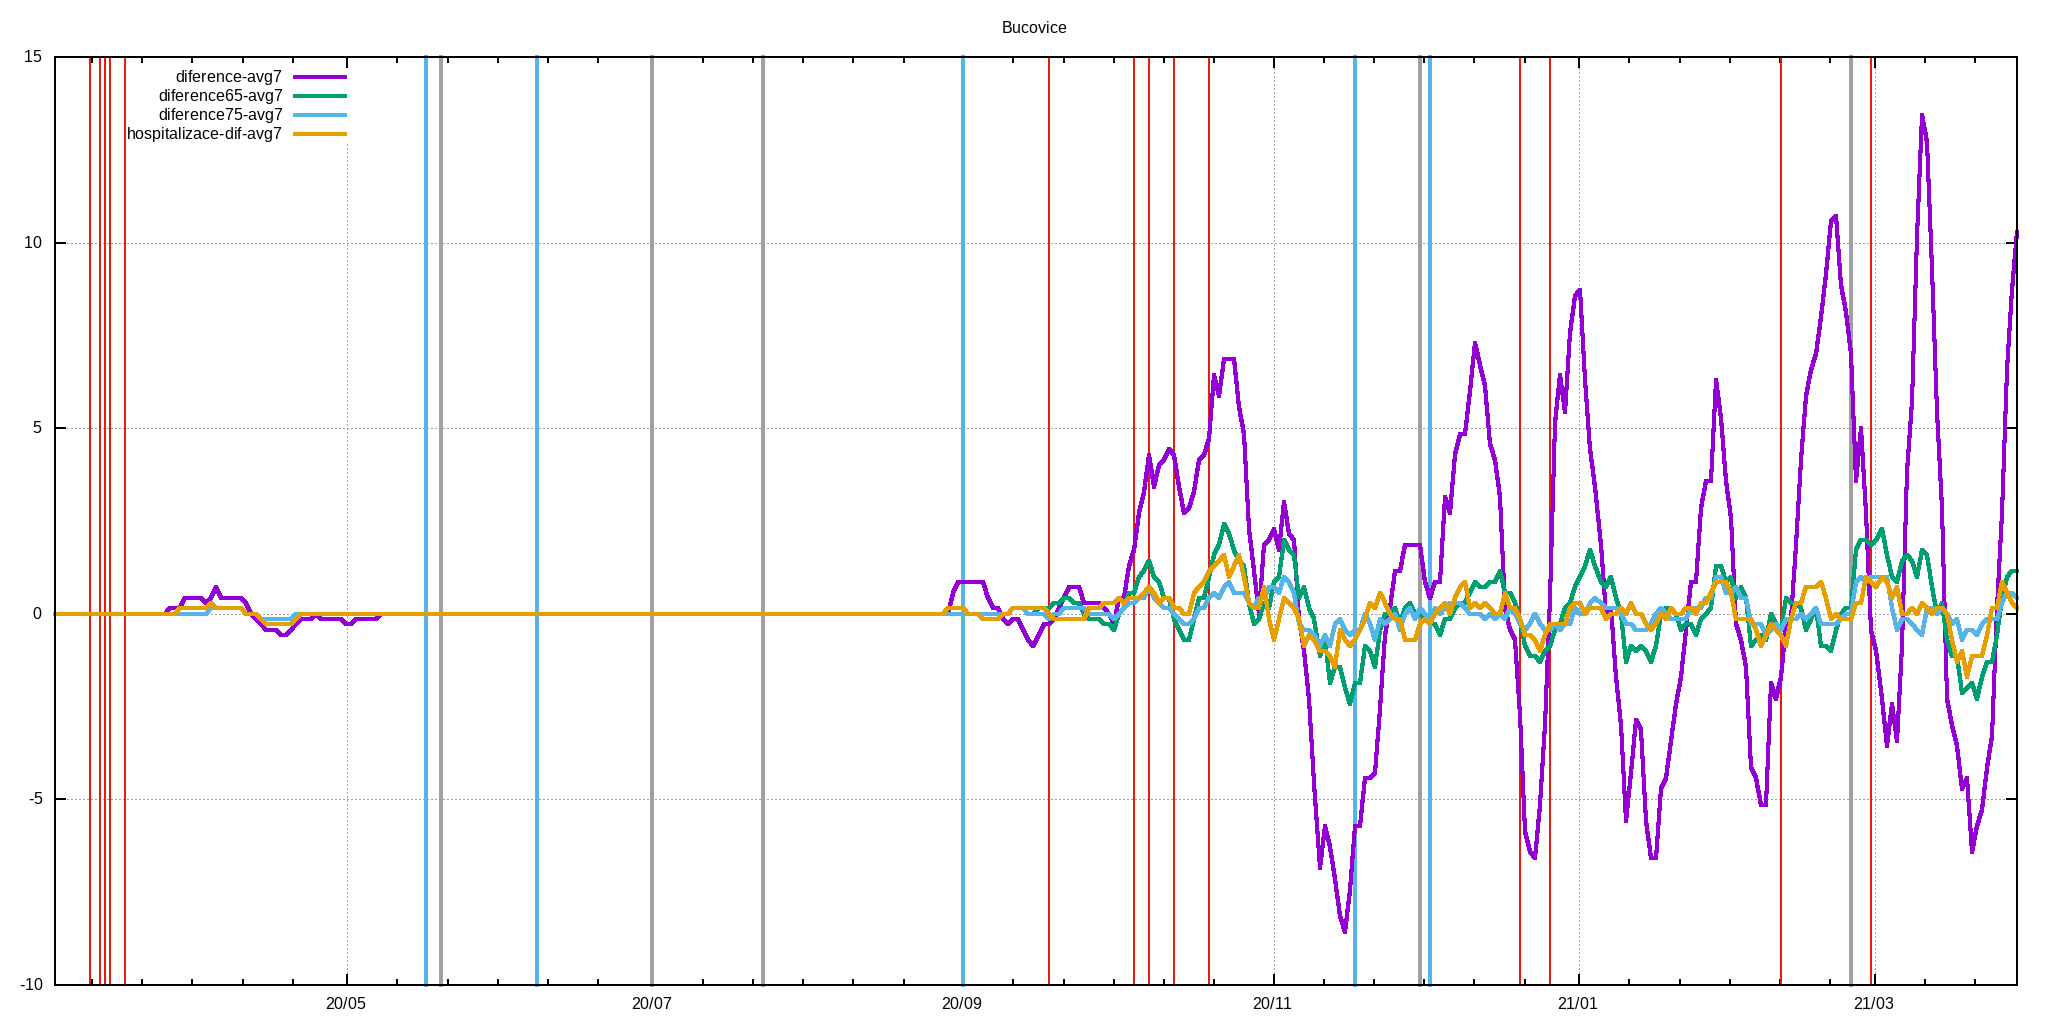 Bucovice
15
diference-avg7
diference65-avg7
diference75-avg7
hospitalizace-dif-avg7
10
5
0
-5
-10
20/05 20/07 20/09 20/11 21/01 21/03